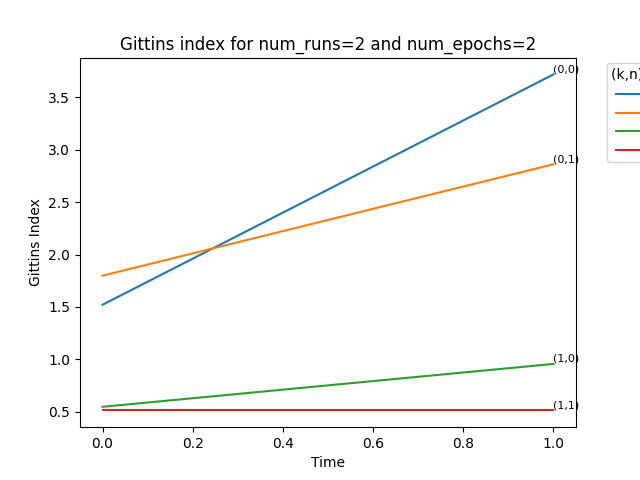 Gittins index for num_runs=2 and num_epochs=2
(k,n)
(0,0)
(0,1)
(1,0)
(1,1)
Gittins Index
3.5
3.0
2.5
2.0
1.5
1.0
0.5
0.0 0.2 0.4 0.6 0.8 1.0
Time